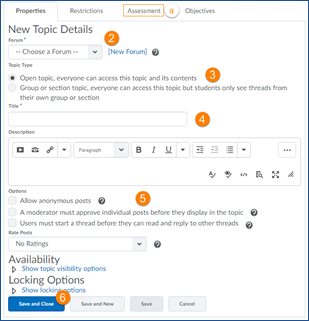 Properties Restrictions Assessment a Objectives
New Topic Details
Forum *
-- Choose a Forum -- 2 [New Forum]
Topic Type
Open topic, everyone can access this topic and its contents 3
Group or section topic, everyone can access this topic but students only see threads from
their own group or section
Title * 4
Description
Paragraph B I U
Options
Allow anonymous posts 5
A moderator must approve individual posts before they display in the topic
Users must start a thread before they can read and reply to other threads
Rate Posts
No Ratings
Availability
Show topic visibility options
Locking Options
Show locking options
6
Save and Close Save and New Save Cancel